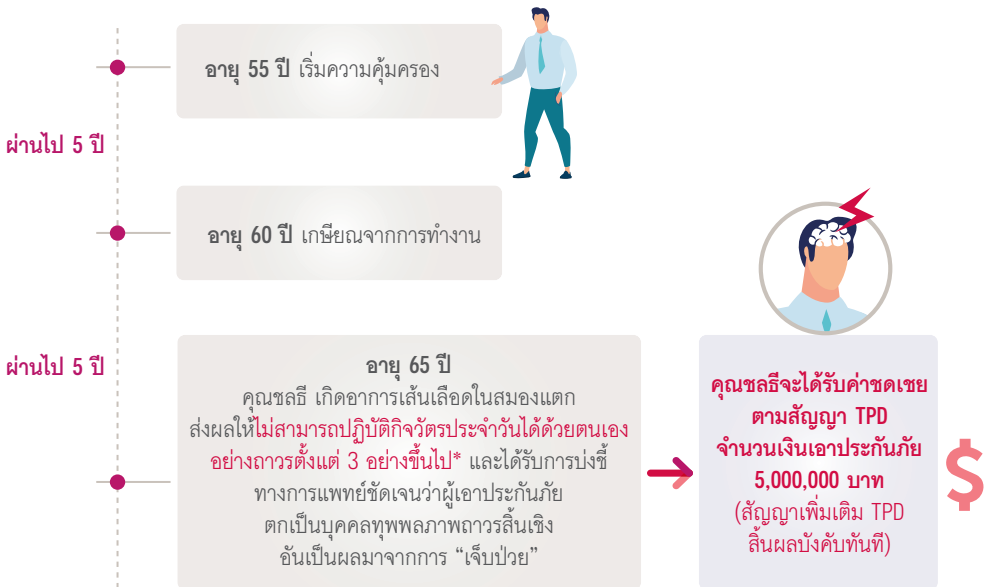 อายุ 55 ปี เริ่มความคุ้มครอง
ผ่านไป 5 ปี
อายุ 60 ปี เกษียณจากการทำงาน
ผ่านไป 5 ปี
อายุ 65 ปี
คุณชลธี เกิดอาการเส้นเลือดในสมองแตก
ส่งผลให้ไม่สามารถปฏิบัติกิจวัตรประจำวันได้ด้วยตนเอง
อย่างถาวรตั้งแต่ 3 อย่างขึ้นไป* และได้รับการบ่งชี้
ทางการแพทย์ชัดเจนว่าผู้เอาประกันภัย
ตกเป็นบุคคลทุพพลภาพถาวรสิ้นเชิง
อันเป็นผลมาจากการ “เจ็บป่วย”
คุณชลธีจะได้รับค่าชดเชย
ตามสัญญา TPD
จำนวนเงินเอาประกันภัย
5,000,000 บาท
(สัญญาเพิ่มเติม TPD
สิ้นผลบังคับทันที)
$